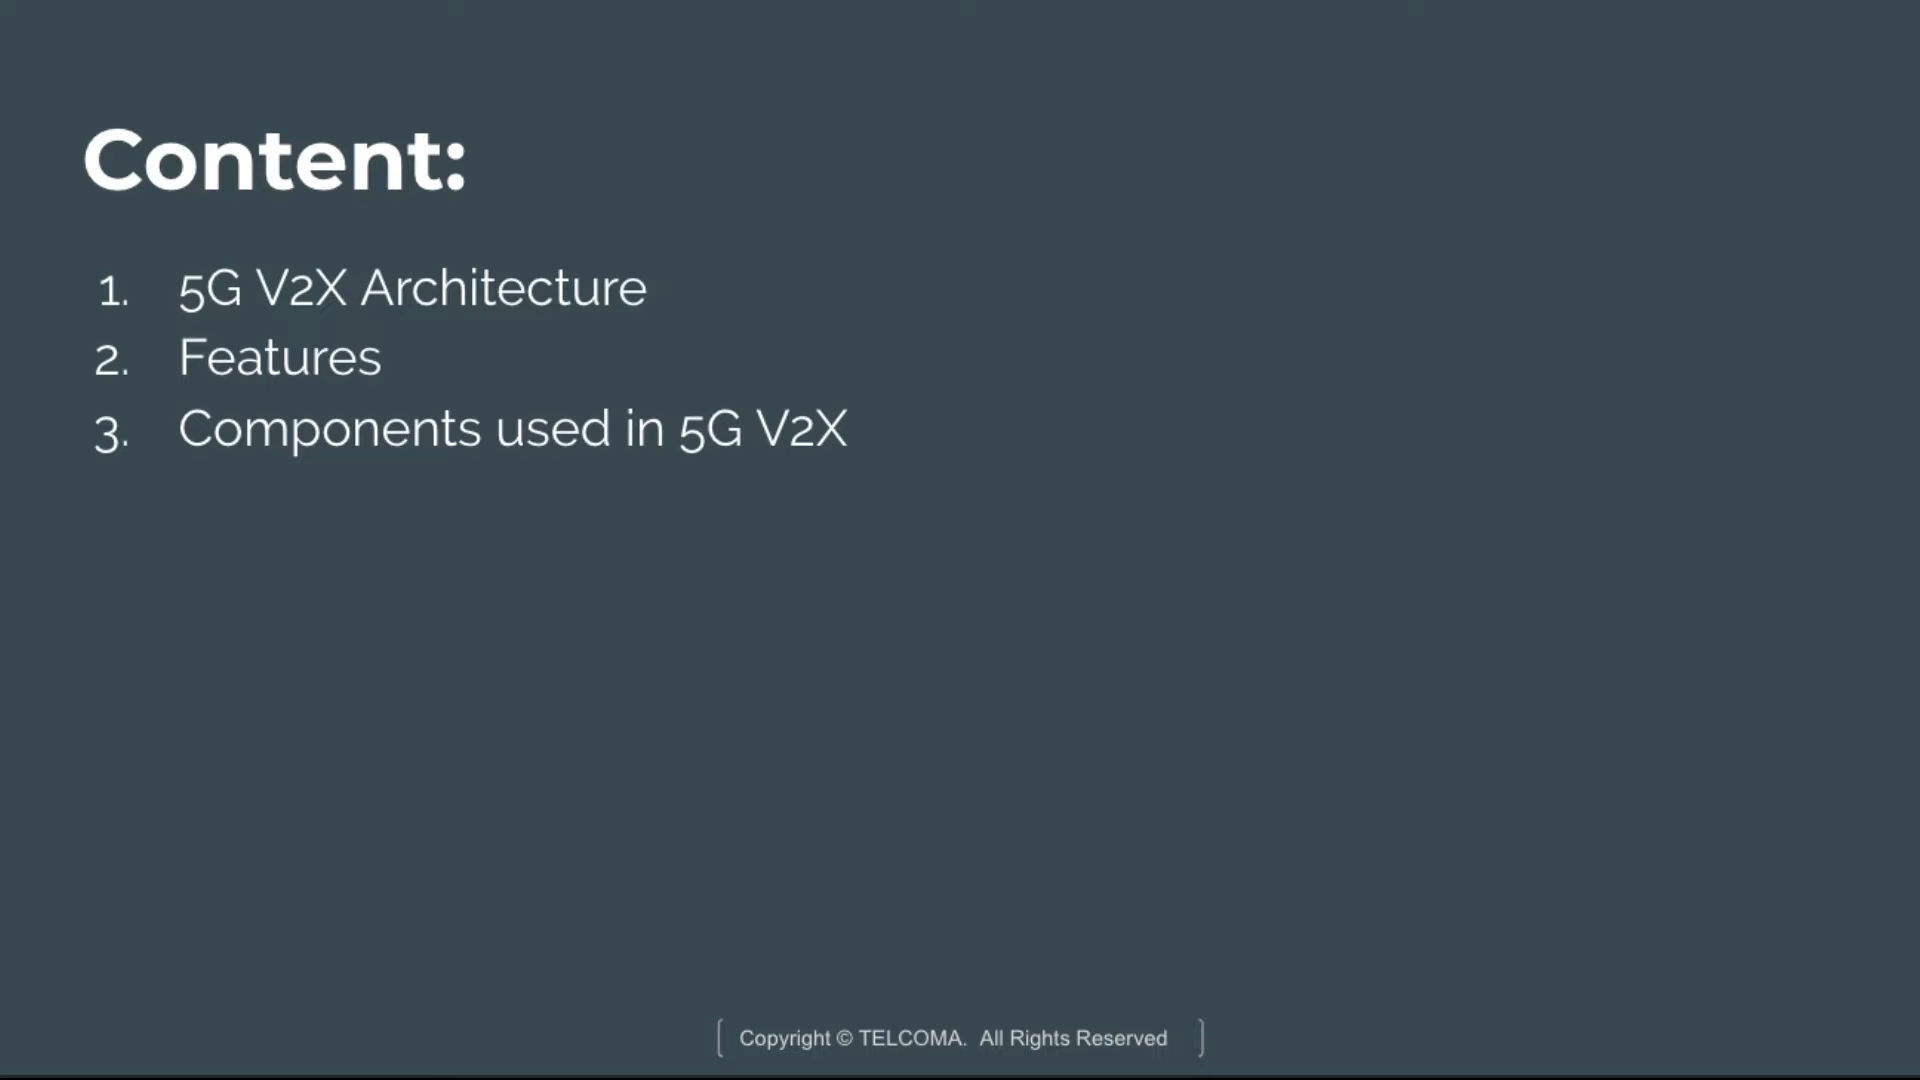 Content:
1. 5G V2X Architecture
2. Features
3. Components used in 5G V2X
Copyright © TELCOMA. All Rights Reserved